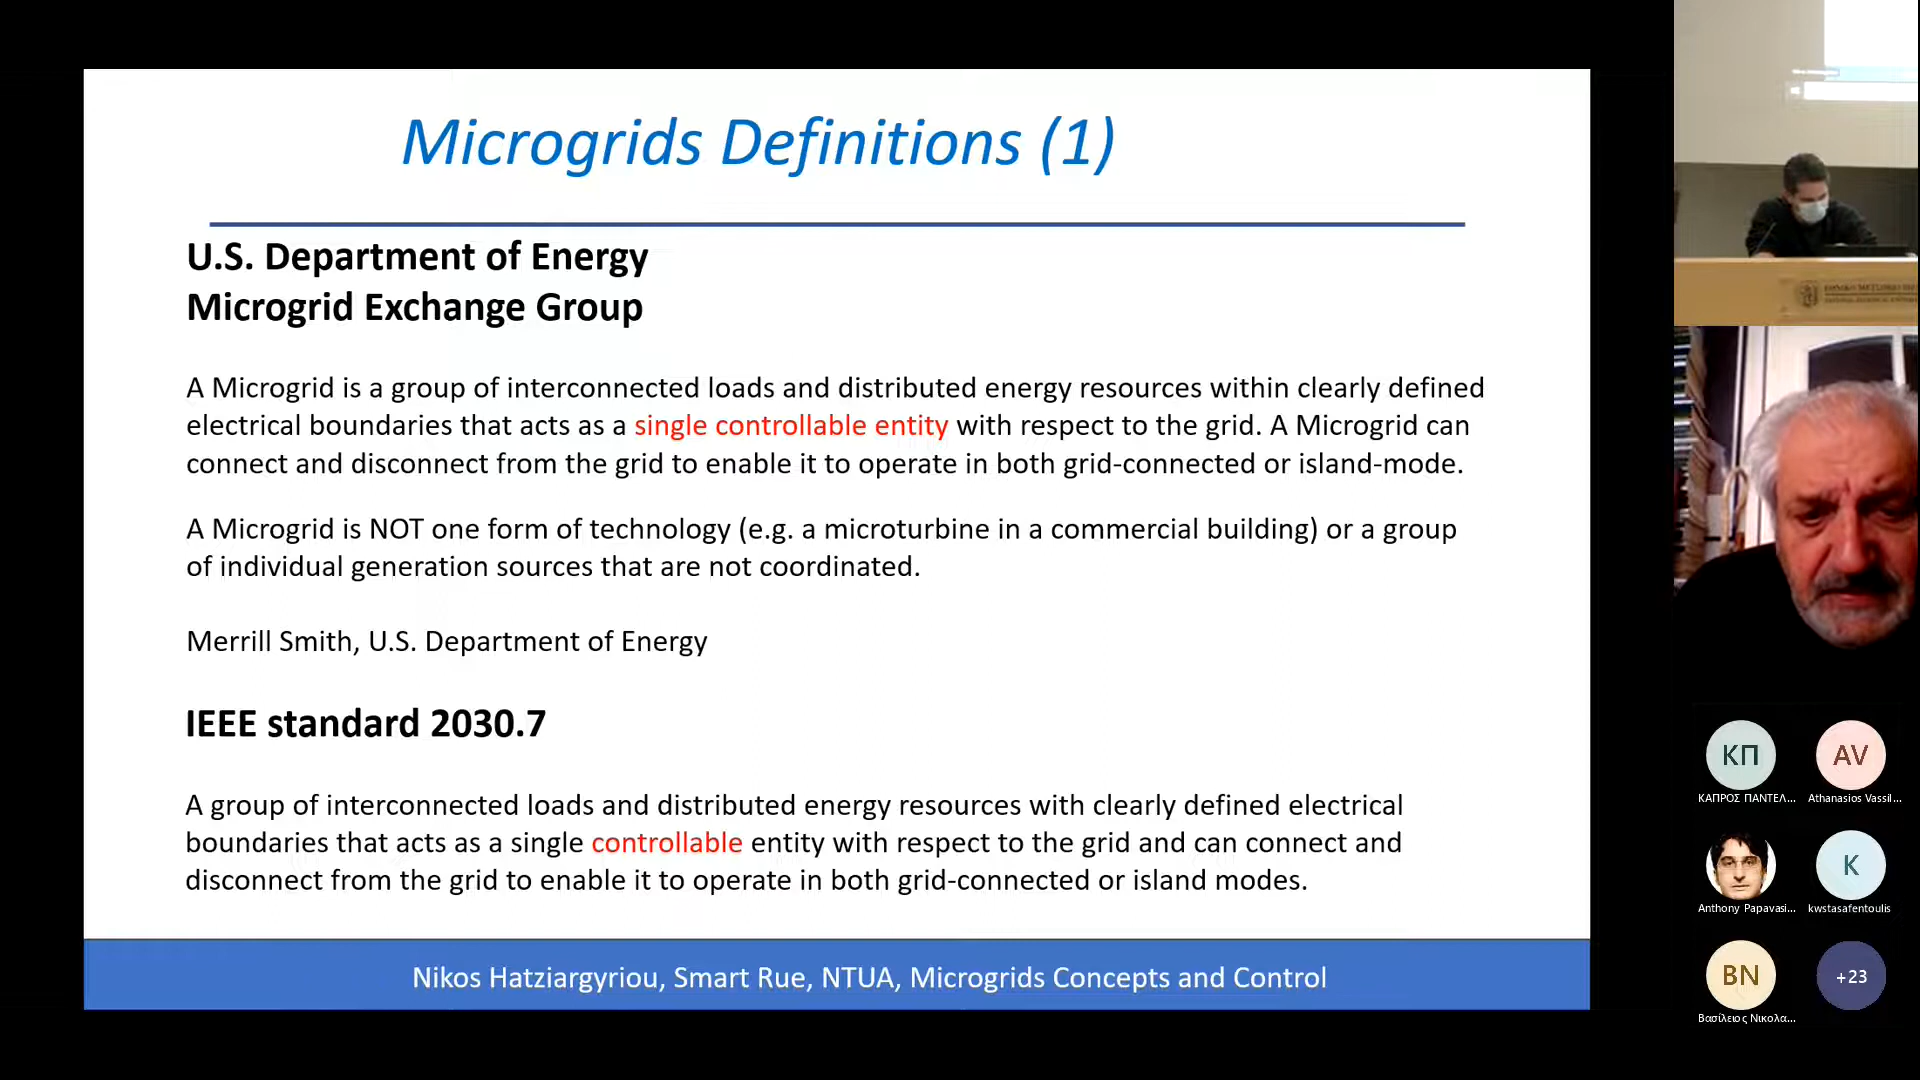 Microgrids Definitions (1)
U.S. Department of Energy
Microgrid Exchange Group
A Microgrid is a group of interconnected loads and distributed energy resources within clearly defined
electrical boundaries that acts as a single controllable entity with respect to the grid. A Microgrid can
connect and disconnect from the grid to enable it to operate in both grid-connected or island-mode.
A Microgrid is NOT one form of technology (e.g. a microturbine in a commercial building) or a group
of individual generation sources that are not coordinated.
Merrill Smith, U.S. Department of Energy
IEEE standard 2030.7
A group of interconnected loads and distributed energy resources with clearly defined electrical
boundaries that acts as a single controllable entity with respect to the grid and can connect and
disconnect from the grid to enable it to operate in both grid-connected or island modes.
Nikos Hatziargyriou, Smart Rue, NTUA, Microgrids Concepts and Control
ΚΠ
AV
ΚΑΠΡΟΣ ΠΑΝΤΕΛ...
Athanasios Vassil...
K
Anthony Papavasi...
kwstasafentoulis
ΒΝ
+23
Βασίλειος Νικολα...